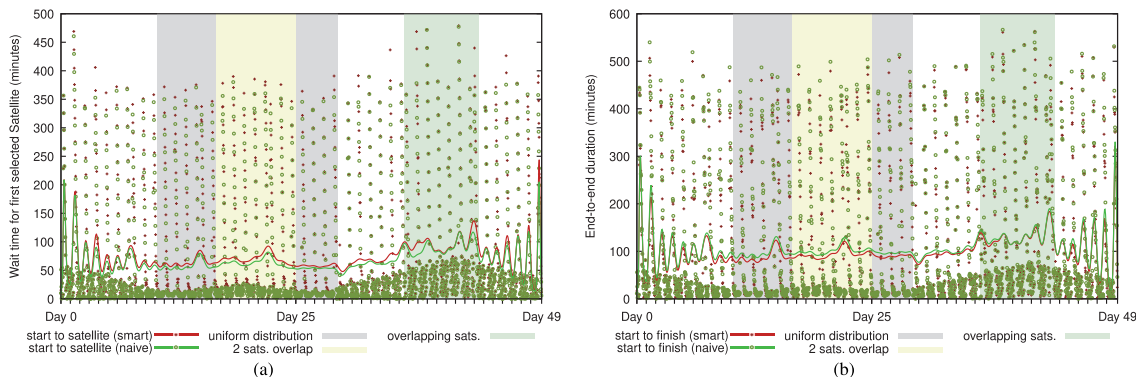 Wait time for first selected Satellite (minutes)
500
450
400
350
300
250
200
150
100
50
0
Day 0
Day 25
Day 49
start to satellite (smart)
start to satellite (naive)
uniform distribution
2 sats. overlap
overlapping sats.
(a)
End-to-end duration (minutes)
600
500
400
300
200
100
0
Day 0
Day 25
Day 49
start to finish (smart)
start to finish (naive)
uniform distribution
2 sats. overlap
overlapping sats.
(b)